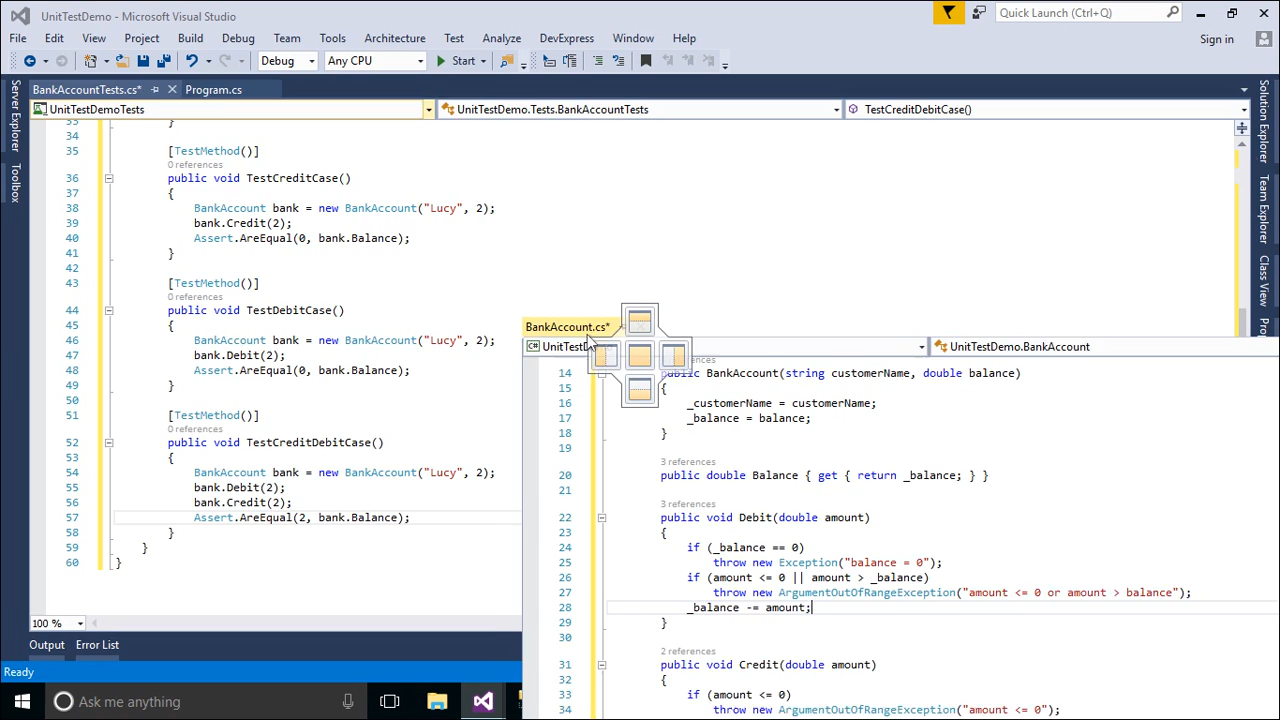 UnitTestDemo - Microsoft Visual Studio
Quick Launch (Ctrl+Q)
File Edit View Project Build Debug Team Tools Architecture Test Analyze DevExpress Window Help
Sign in
Debug Any CPU Start
BankAccountTests.cs* Program.cs
UnitTestDemoTests UnitTestDemo.Tests.BankAccountTests TestCreditDebitCase()
Server Explorer
Toolbox
Solution Explorer
Team Explorer
Class View
33 }
34
35 [TestMethod()]
0 references
36 public void TestCreditCase()
37 {
38 BankAccount bank = new BankAccount("Lucy", 2);
39 bank.Credit(2);
40 Assert.AreEqual(0, bank.Balance);
41 }
42
43 [TestMethod()]
0 references
44 public void TestDebitCase()
45 {
46 BankAccount bank = new BankAccount("Lucy", 2);
47 bank.Debit(2);
48 Assert.AreEqual(0, bank.Balance);
49 }
50
51 [TestMethod()]
0 references
52 public void TestCreditDebitCase()
53 {
54 BankAccount bank = new BankAccount("Lucy", 2);
55 bank.Debit(2);
56 bank.Credit(2);
57 Assert.AreEqual(2, bank.Balance);
58 }
59 }
60 }
100 %
Output Error List
Ready
Ask me anything
BankAccount.cs*
C# UnitTestDemo.BankAccount
references
14 public BankAccount(string customerName, double balance)
15 {
16 _customerName = customerName;
17 _balance = balance;
18 }
19
3 references
20 public double Balance { get { return _balance; } }
21
3 references
22 public void Debit(double amount)
23 {
24 if (_balance == 0)
25 throw new Exception("balance = 0");
26 if (amount <= 0 || amount > _balance)
27 throw new ArgumentOutOfRangeException("amount <= 0 or amount > balance");
28 _balance -= amount;
29 }
30
2 references
31 public void Credit(double amount)
32 {
33 if (amount <= 0)
34 throw new ArgumentOutOfRangeException("amount <= 0");